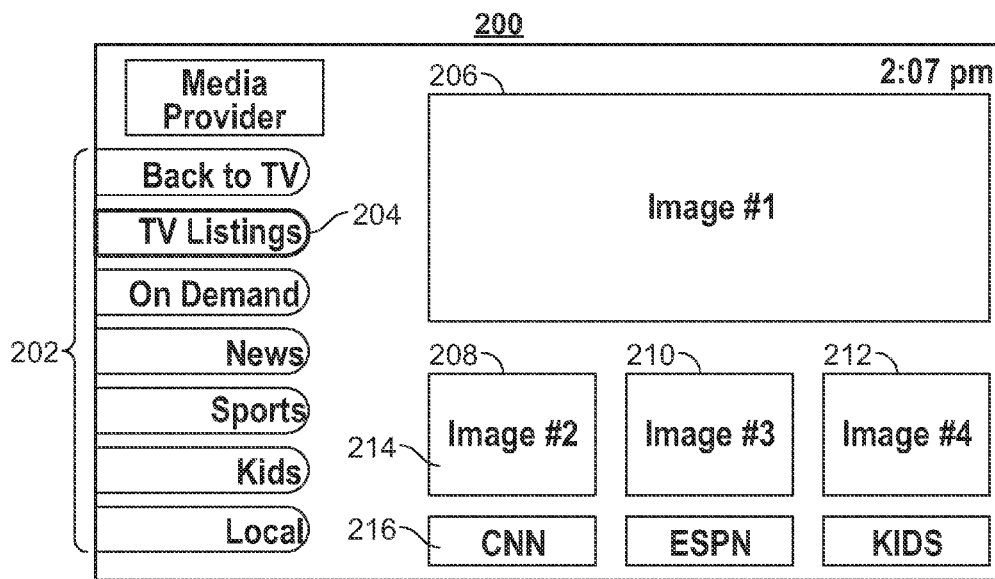 200
Media
Provider
2:07 pm
206
Image #1
Back to TV
TV Listings
204
On Demand
202
News
Sports
Kids
Local
208
210
212
Image #2
Image #3
Image #4
214
216
CNN
ESPN
KIDS